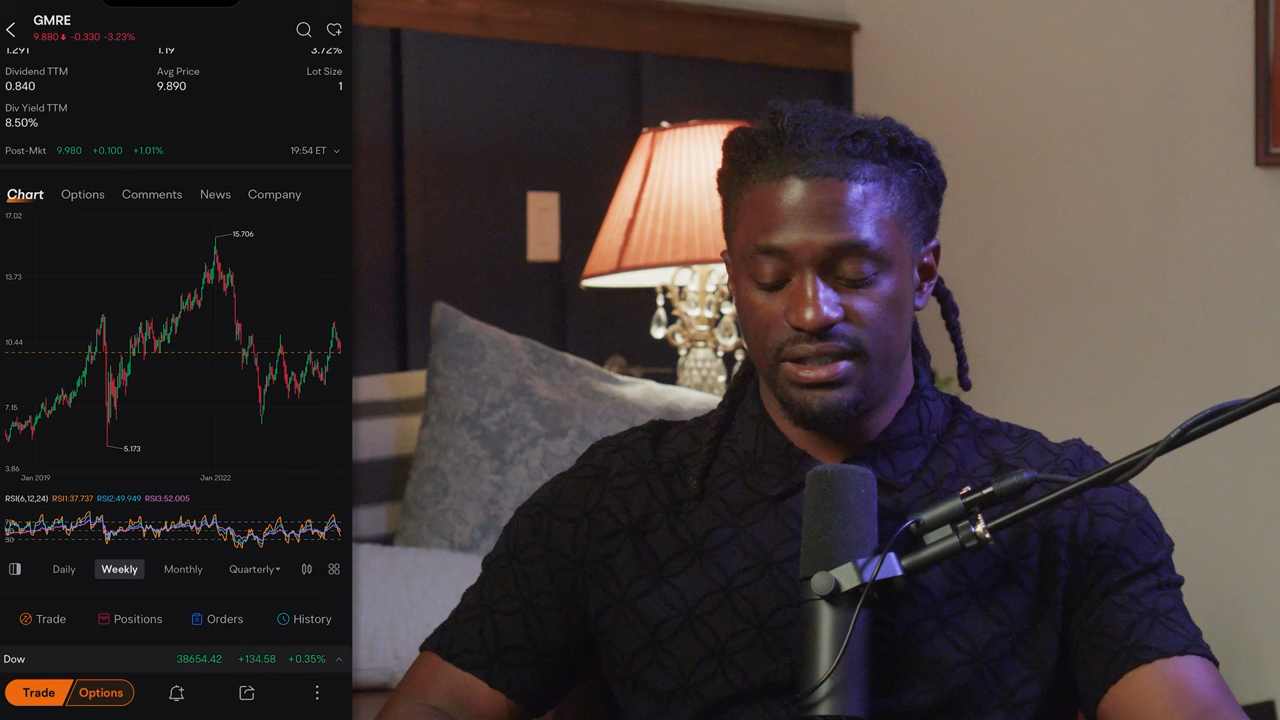 GMRE
9.880 -0.330 -3.23%
1.291 1.19 3.72%
Dividend TTM Avg Price Lot Size
0.840 9.890 1
Div Yield TTM
8.50%
Post-Mkt 9.980 +0.100 +1.01% 19:54 ET
Chart Options Comments News Company
17.02
15.706
13.73
10.44
7.15
5.173
3.86
Jan 2019 Jan 2022
RSI(6,12,24) RSI1:37.737 RSI2:49.949 RSI3:52.005
30
Daily Weekly Monthly Quarterly
Trade Positions Orders History
Dow 38654.42 +134.58 +0.35%
Trade Options